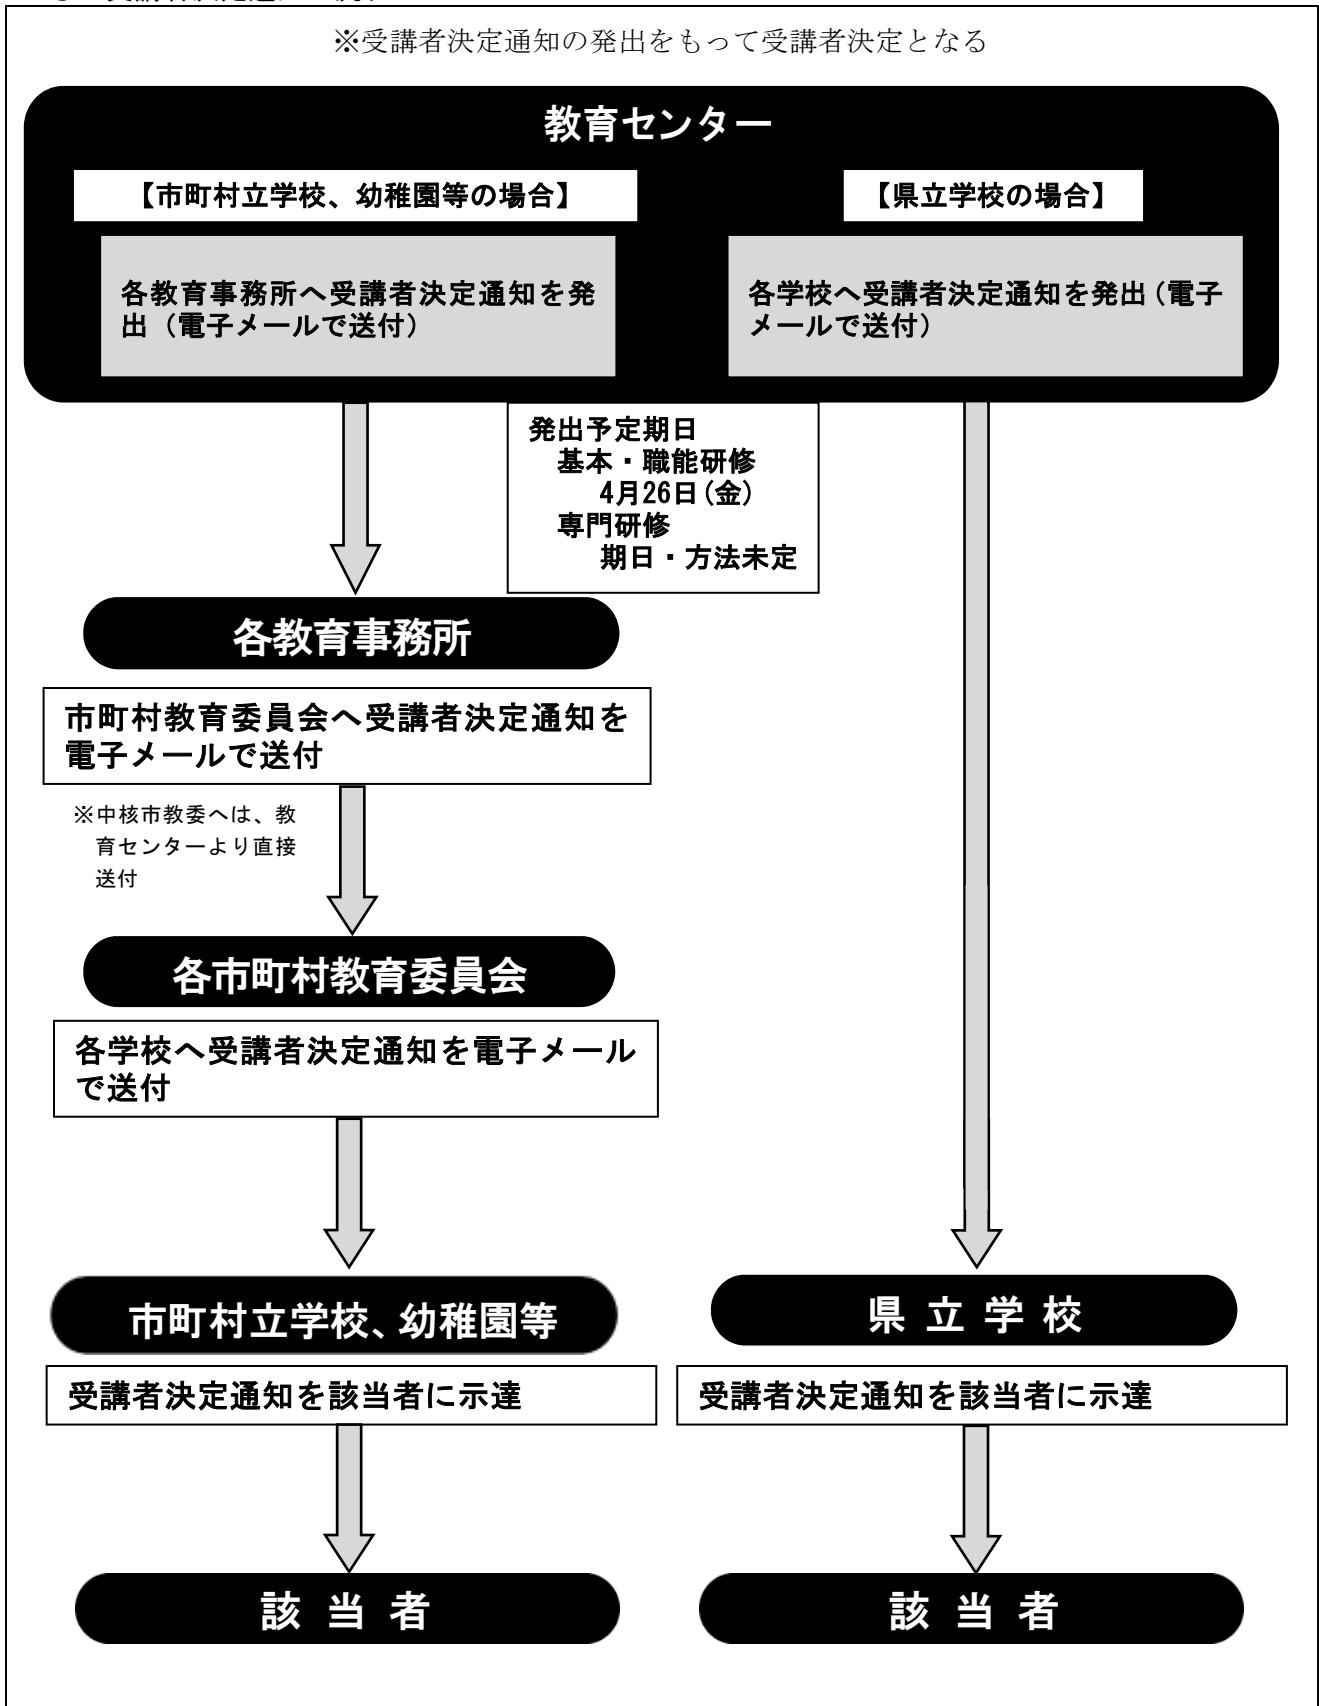 ※受講者決定通知の発出をもって受講者決定となる
教育センター
【市町村立学校、幼稚園等の場合】
各教育事務所へ受講者決定通知を発
出（電子メールで送付）
【県立学校の場合】
各学校へ受講者決定通知を発出（電子
メールで送付）
発出予定期日
基本・職能研修
4月26日（金）
専門研修
期日・方法未定
各教育事務所
市町村教育委員会へ受講者決定通知を
電子メールで送付
※中核市教委へは、教
育センターより直接
送付
各市町村教育委員会
各学校へ受講者決定通知を電子メール
で送付
市町村立学校、幼稚園等
受講者決定通知を該当者に示達
該当者
県立学校
受講者決定通知を該当者に示達
該当者